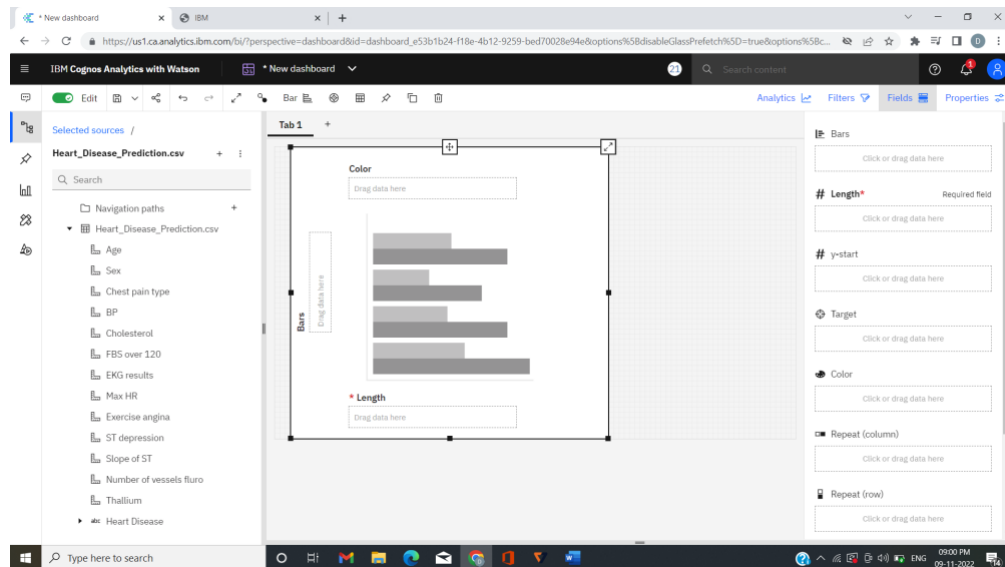 * New dashboard
IBM
https://us1.ca.analytics.ibm.com/bi/?perspective=dashboard&id=dashboard_e53b1b24-f18e-4b12-9259-bed70028e94e&options%5BdisableGlassPrefetch%5D=true&options%5Bc...
IBM Cognos Analytics with Watson
* New dashboard
21
Search content
4
D
Edit
Bar
Analytics
Filters
Fields
Properties
Selected sources /
Heart_Disease_Prediction.csv
Search
Navigation paths
Heart_Disease_Prediction.csv
Age
Sex
Chest pain type
BP
Cholesterol
FBS over 120
EKG results
Max HR
Exercise angina
ST depression
Slope of ST
Number of vessels fluro
Thallium
abc Heart Disease
Tab 1
Color
Drag data here
Bars
Drag data here
* Length
Drag data here
Bars
Click or drag data here
# Length*
Required field
Click or drag data here
# y-start
Click or drag data here
Target
Click or drag data here
Color
Click or drag data here
Repeat (column)
Click or drag data here
Repeat (row)
Click or drag data here
Type here to search
ENG
09:00 PM
09-11-2022